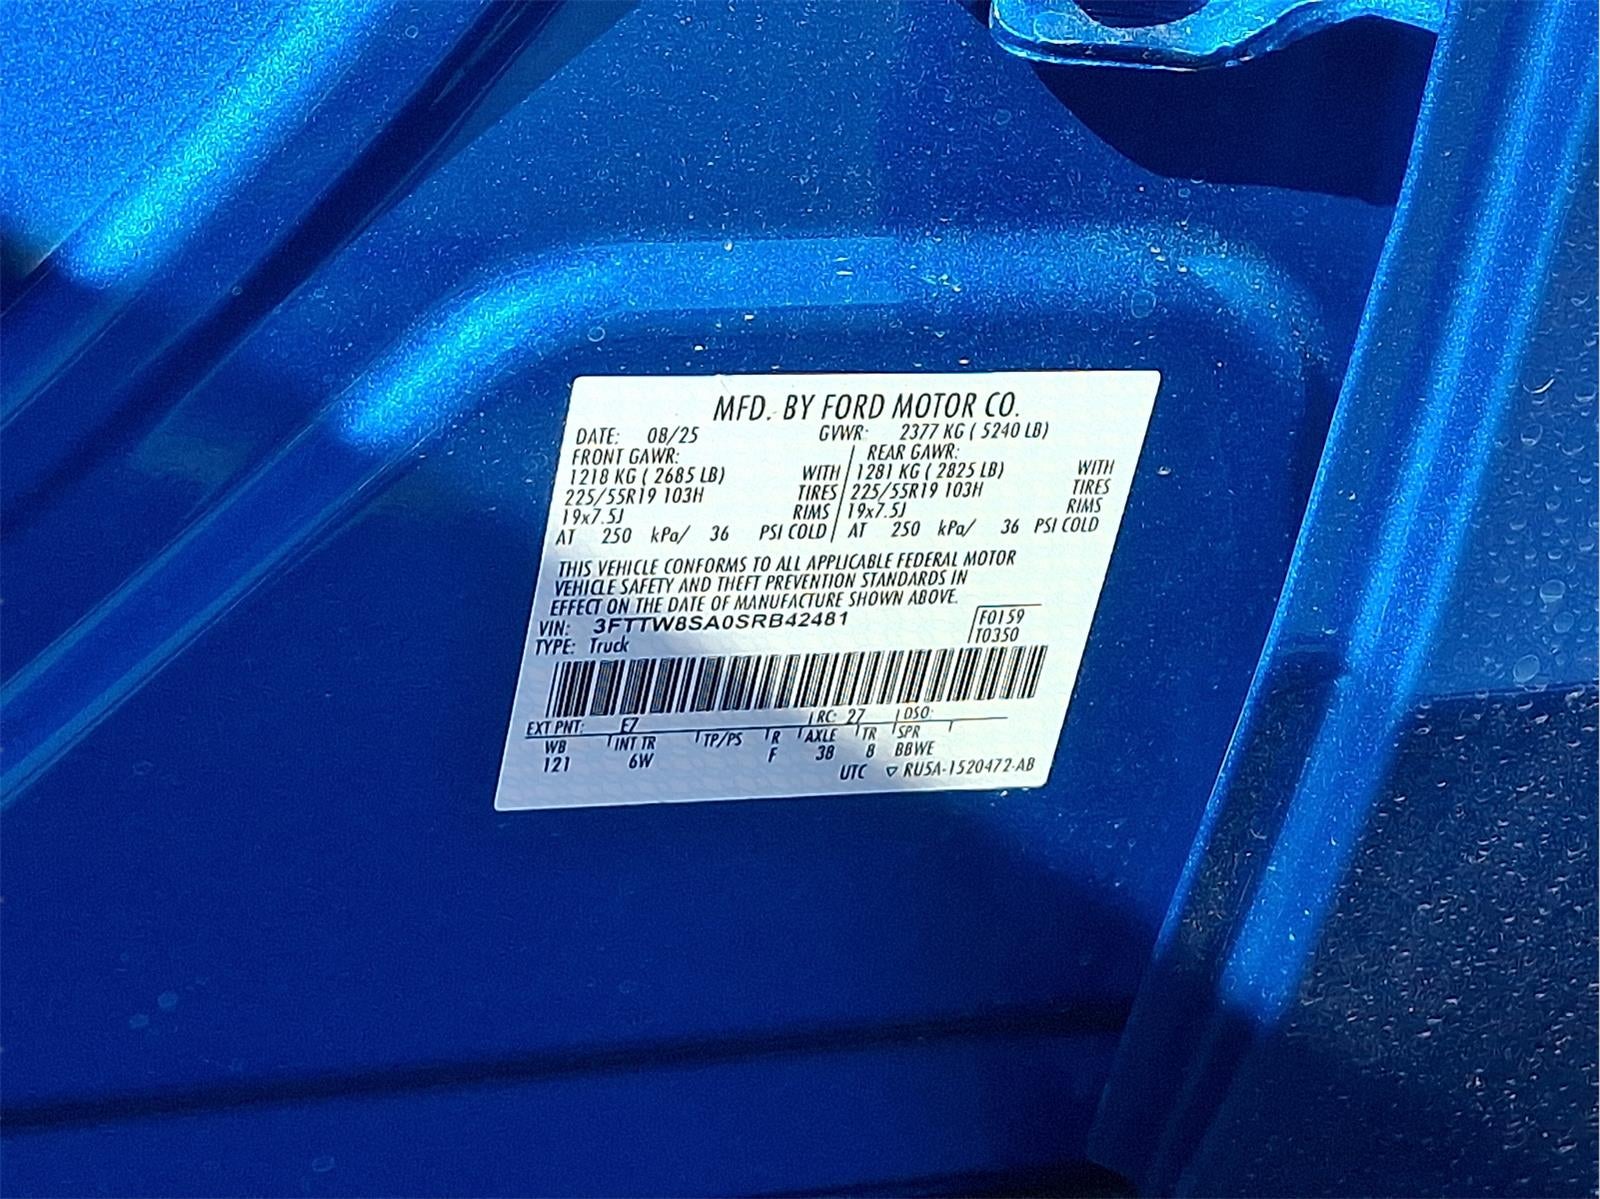 MFD. BY FORD MOTOR CO.
DATE: 08/25 GVWR: 2377 KG ( 5240 LB)
FRONT GAWR: REAR GAWR:
1218 KG ( 2685 LB) WITH 1281 KG ( 2825 LB) WITH
225/55R19 103H TIRES 225/55R19 103H TIRES
19x7.5J RIMS 19x7.5J RIMS
AT 250 kPa/ 36 PSI COLD AT 250 kPa/ 36 PSI COLD
THIS VEHICLE CONFORMS TO ALL APPLICABLE FEDERAL MOTOR
VEHICLE SAFETY AND THEFT PREVENTION STANDARDS IN
EFFECT ON THE DATE OF MANUFACTURE SHOWN ABOVE.
VIN: 3FTTW8SA0SRB42481 F0159
TYPE: Truck T0350
EXT PNT: E7 RC: 27 DSO:
WB INT TR TP/PS R AXLE TR SPR
121 6W F 38 8 BBWE
UTC ▽ RU5A-1520472-AB